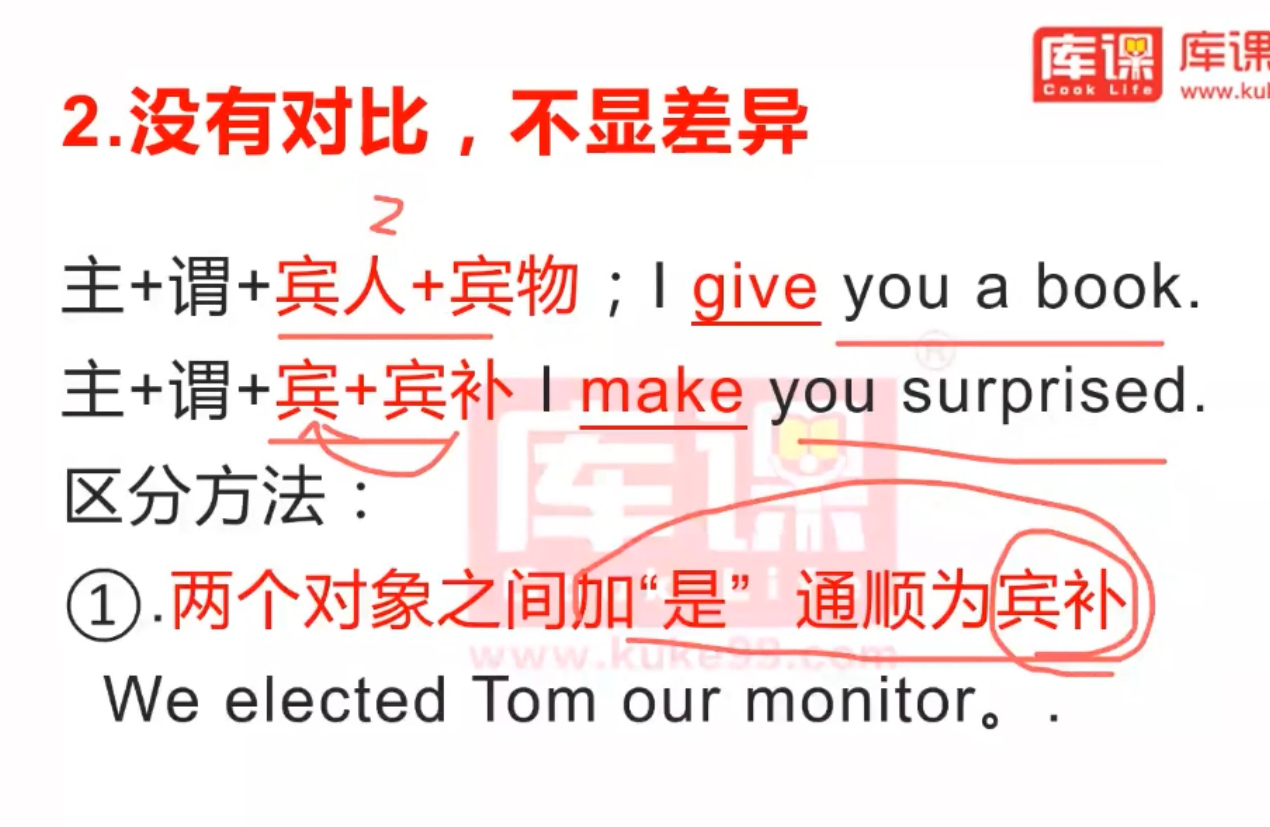 库课 库课
Cook Life www.kuk
2.没有对比，不显差异
2
主+谓+宾人+宾物；I give you a book.
®
主+谓+宾+宾补 I make you surprised.
库课
区分方法：
①.两个对象之间加“是” 通顺为宾补
Cook Life
www.kuke99.com
We elected Tom our monitor。.